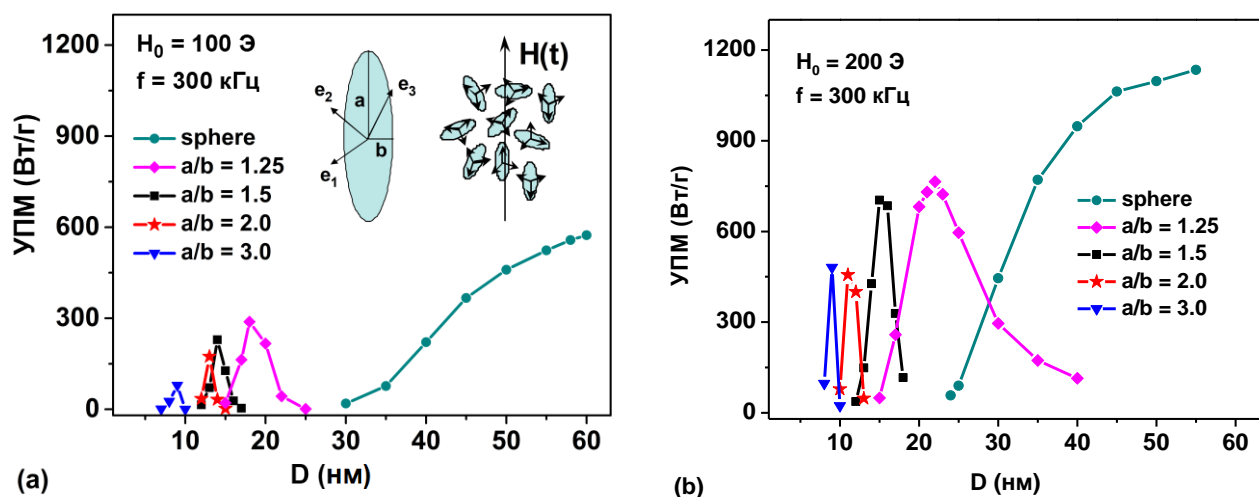 H₀ = 100 Э
f = 300 кГц
sphere
a/b = 1.25
a/b = 1.5
a/b = 2.0
a/b = 3.0
a
b
e₁
e₂
e₃
H(t)
УПМ (Вт/г)
1200
900
600
300
0
10 20 30 40 50 60
D (нм)
(a)
H₀ = 200 Э
f = 300 кГц
sphere
a/b = 1.25
a/b = 1.5
a/b = 2.0
a/b = 3.0
УПМ (Вт/г)
1200
900
600
300
0
10 20 30 40 50 60
D (нм)
(b)